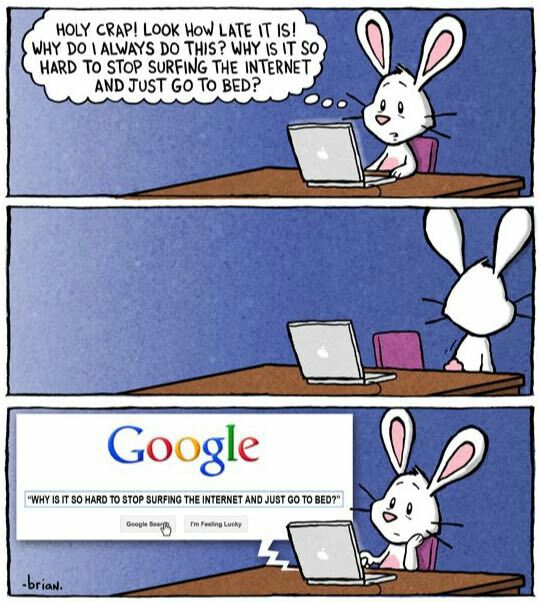 HOLY CRAP! LOOK HOW LATE IT IS!
WHY DO I ALWAYS DO THIS? WHY IS IT SO
HARD TO STOP SURFING THE INTERNET
AND JUST GO TO BED?
Google
"WHY IS IT SO HARD TO STOP SURFING THE INTERNET AND JUST GO TO BED?"
Google Search I'm Feeling Lucky
-briaN.